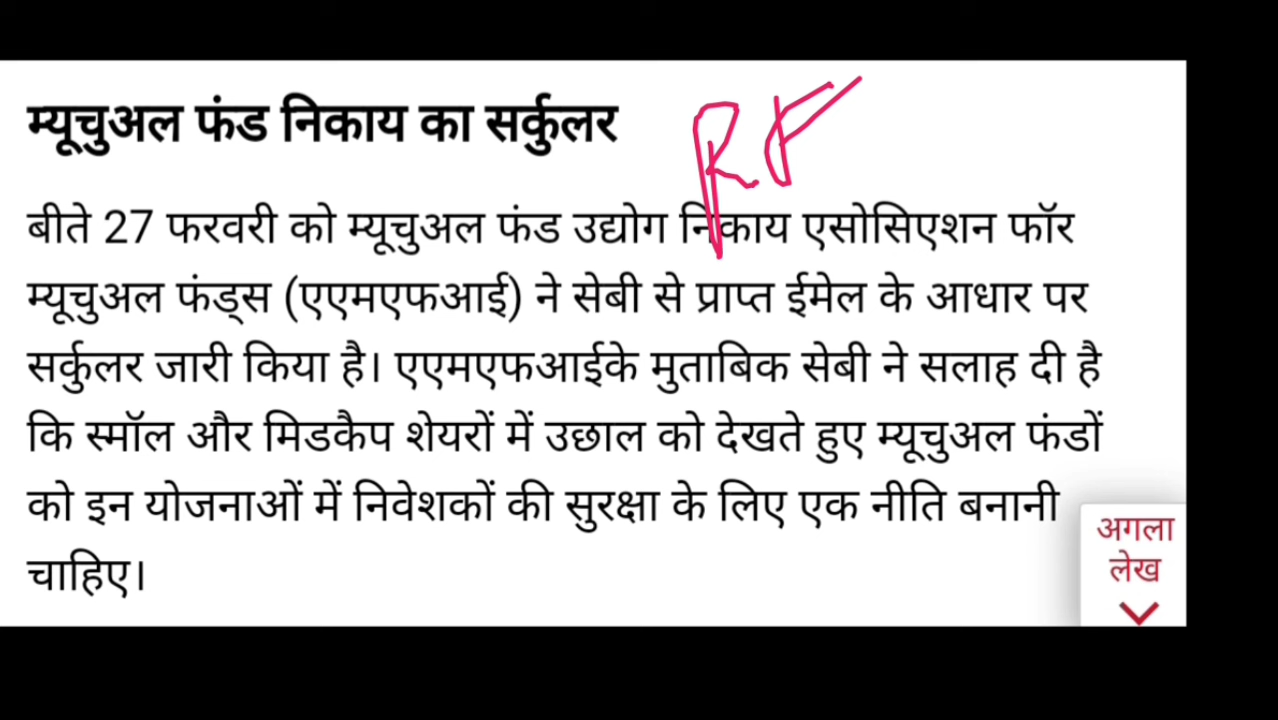 म्यूचुअल फंड निकाय का सर्कुलर
RF
बीते 27 फरवरी को म्यूचुअल फंड उद्योग निकाय एसोसिएशन फॉर
म्यूचुअल फंड्स (एएमएफआई) ने सेबी से प्राप्त ईमेल के आधार पर
सर्कुलर जारी किया है। एएमएफआईके मुताबिक सेबी ने सलाह दी है
कि स्मॉल और मिडकैप शेयरों में उछाल को देखते हुए म्यूचुअल फंडों
को इन योजनाओं में निवेशकों की सुरक्षा के लिए एक नीति बनानी
चाहिए।
अगला
लेख